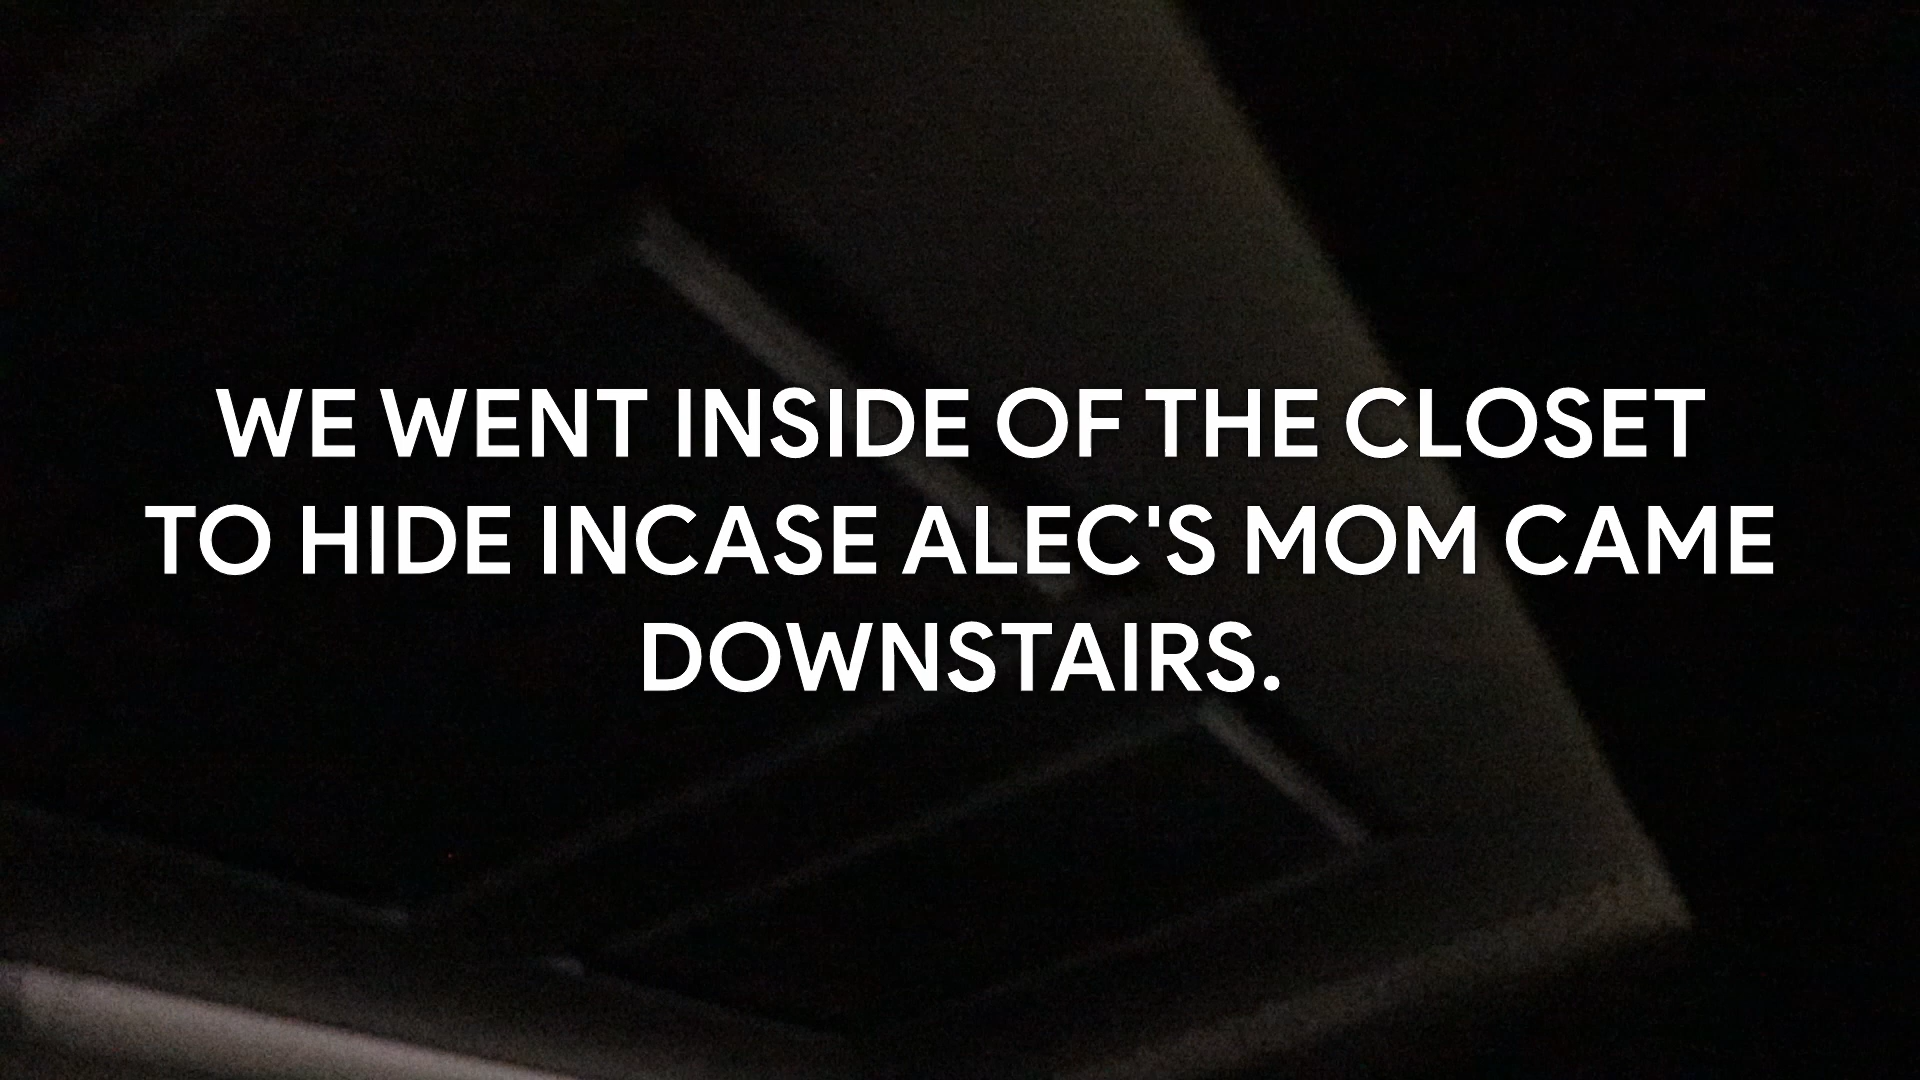 WE WENT INSIDE OF THE CLOSET
TO HIDE INCASE ALEC'S MOM CAME
DOWNSTAIRS.